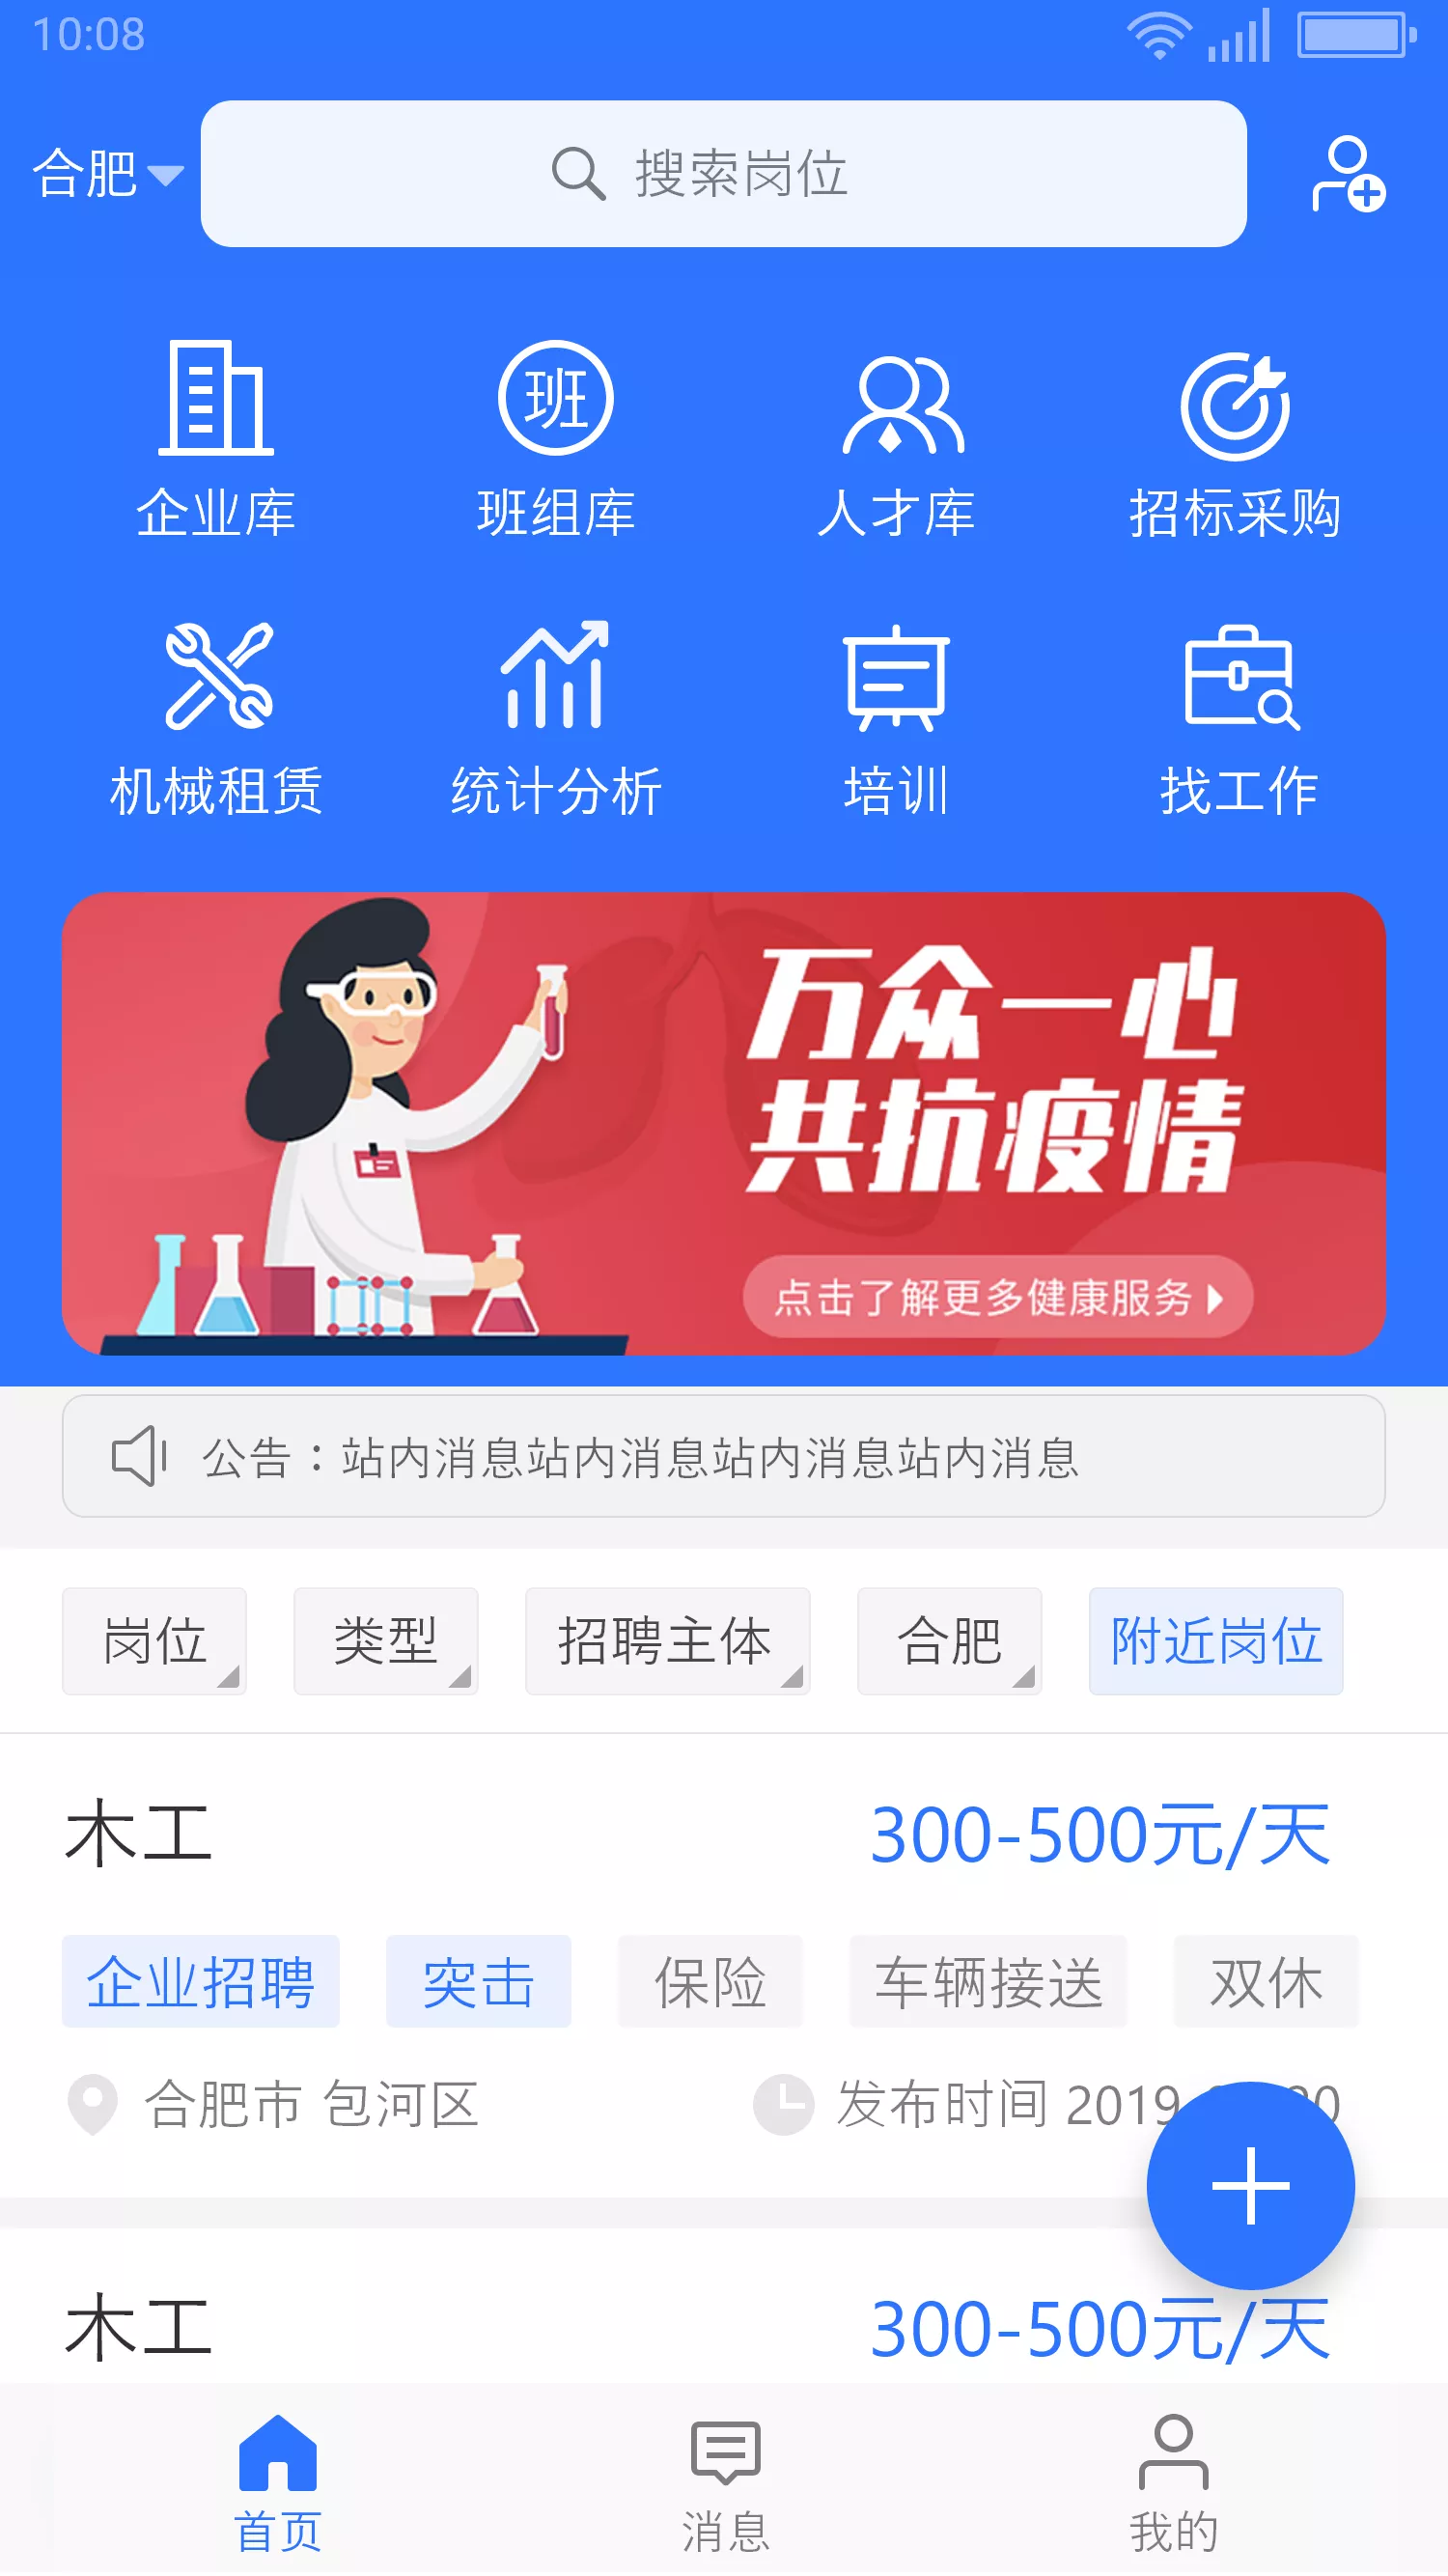 10:08
合肥
搜索岗位
班
企业库 班组库 人才库 招标采购
机械租赁 统计分析 培训 找工作
万众一心
共抗疫情
点击了解更多健康服务
公告：站内消息站内消息站内消息站内消息
岗位 类型 招聘主体 合肥 附近岗位
木工 300-500元/天
企业招聘 突击 保险 车辆接送 双休
合肥市 包河区 发布时间 2019
木工 300-500元/天
首页 消息 我的